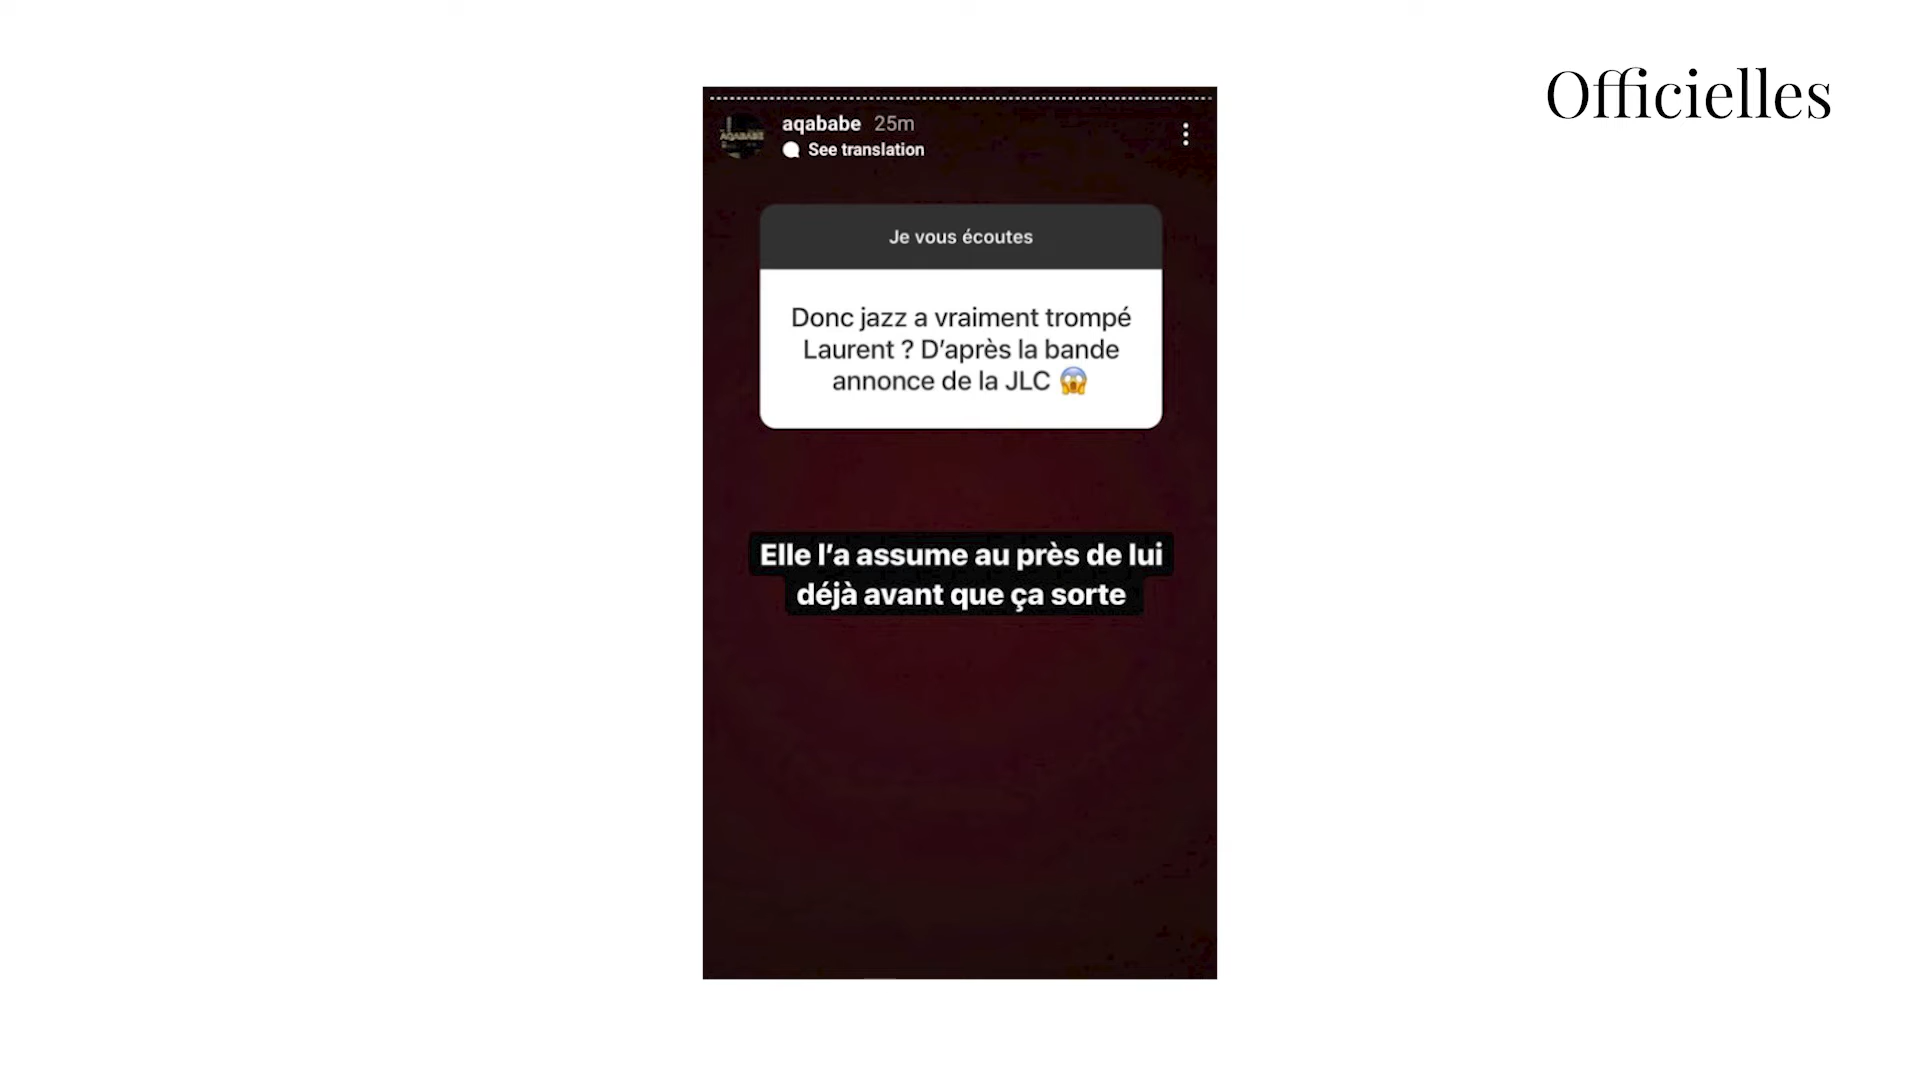 Officielles
aqababe 25m
See translation
Je vous écoutes
Donc jazz a vraiment trompé
Laurent ? D’après la bande
annonce de la JLC 😱
Elle l’a assume au près de lui
déjà avant que ça sorte